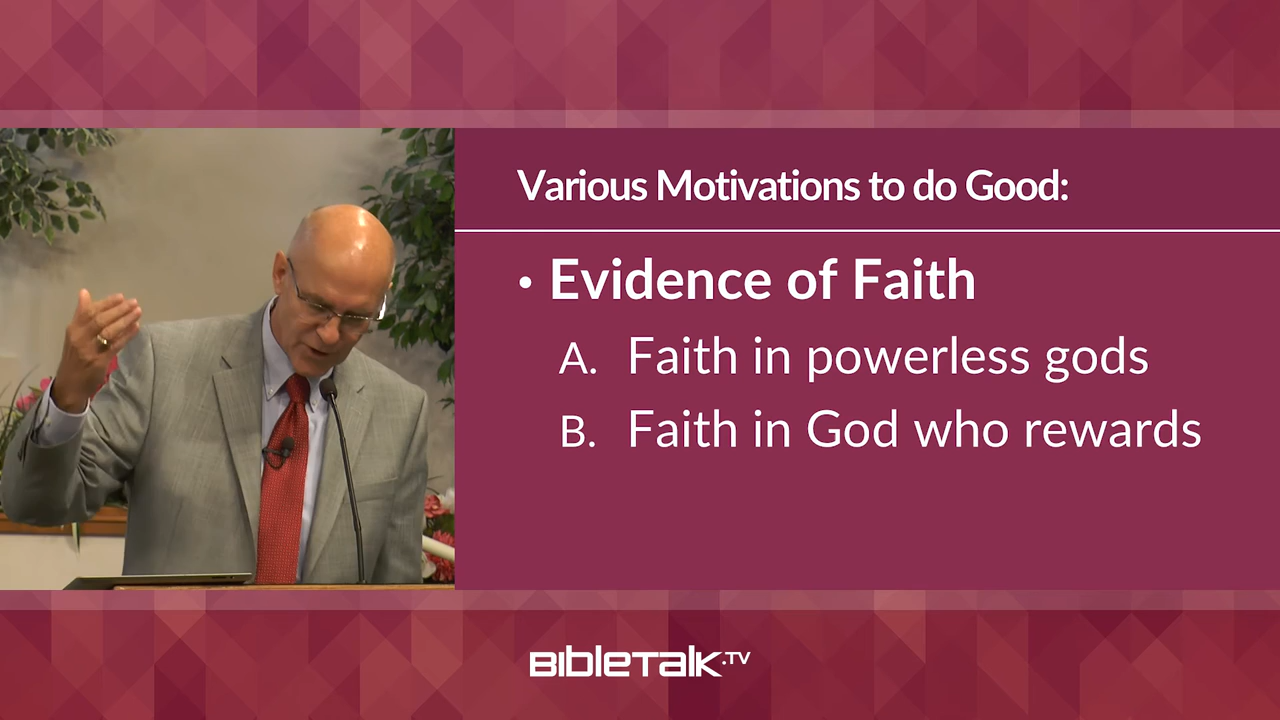 Various Motivations to do Good:
• Evidence of Faith
A. Faith in powerless gods
B. Faith in God who rewards
BibleTalk.TV